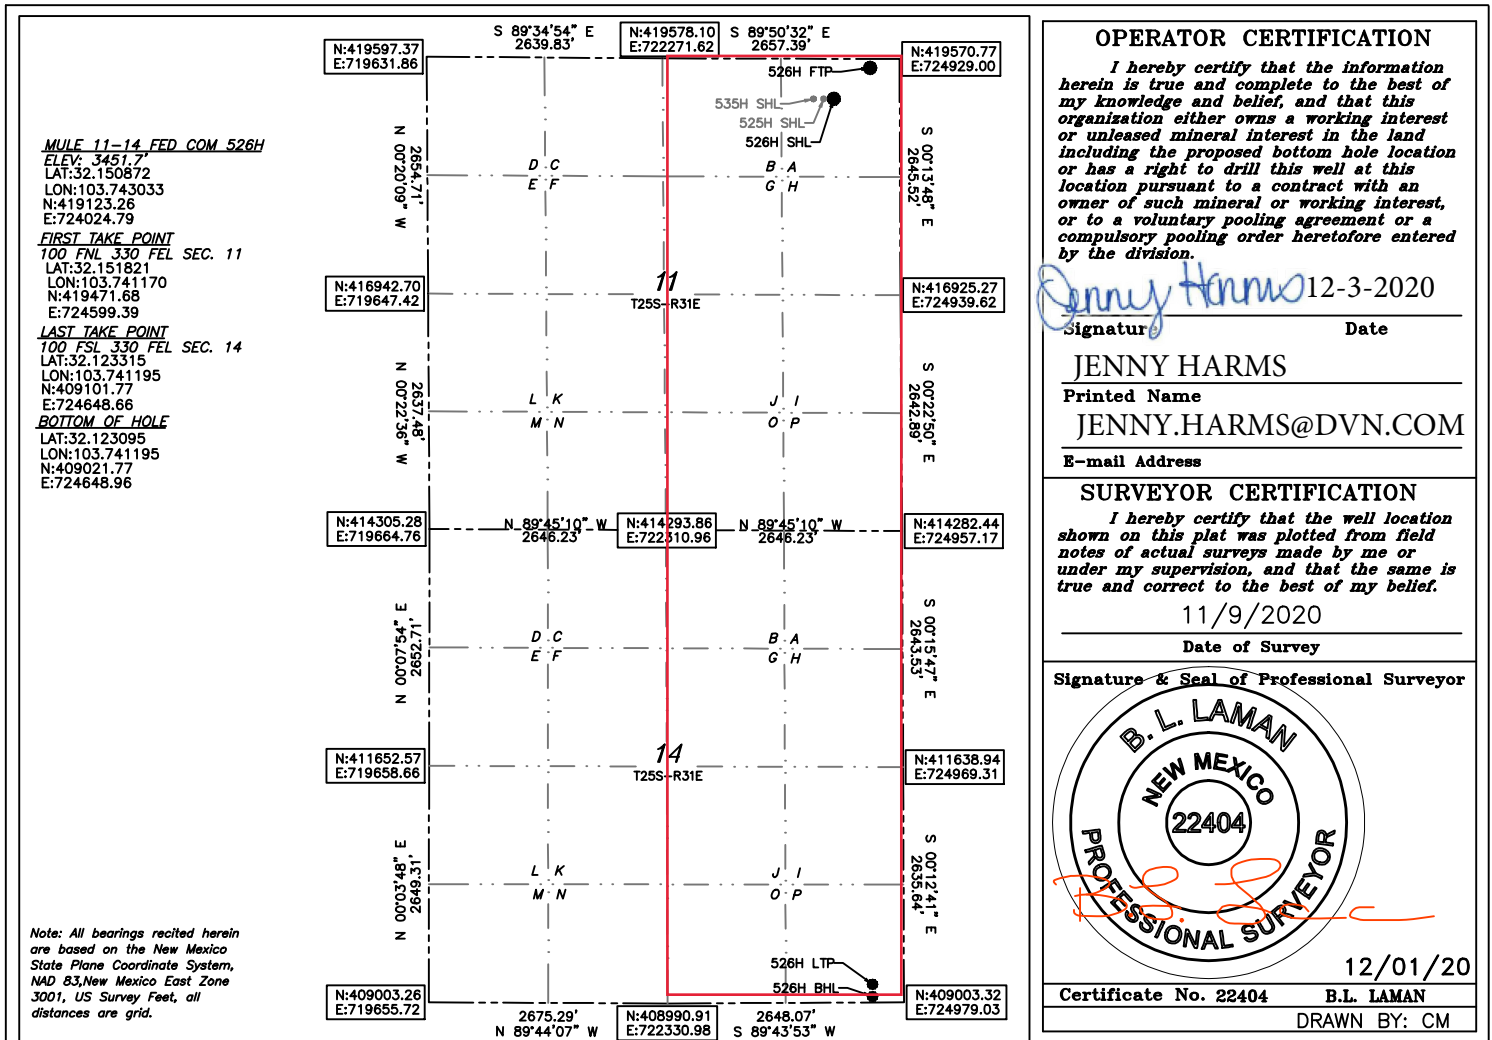 MULE 11-14 FED COM 526H
ELEV: 3451.7'
LAT:32.150872
LON:103.743033
N:419123.26
E:724024.79
FIRST TAKE POINT
100 FNL 330 FEL SEC. 11
LAT:32.151821
LON:103.741170
N:419471.68
E:724599.39
LAST TAKE POINT
100 FSL 330 FEL SEC. 14
LAT:32.123315
LON:103.741195
N:409101.77
E:724648.66
BOTTOM OF HOLE
LAT:32.123095
LON:103.741195
N:409021.77
E:724648.96
Note: All bearings recited herein
are based on the New Mexico
State Plane Coordinate System,
NAD 83,New Mexico East Zone
3001, US Survey Feet, all
distances are grid.
S 89°34'54" E
2639.83'
N:419578.10
E:722271.62
S 89°50'32" E
2657.39'
N:419597.37
E:719631.86
N:419570.77
E:724929.00
526H FTP
535H SHL
525H SHL
526H SHL
N 00°20'09" W
2654.71'
S 00°13'48" E
2645.52'
D C
E F
B A
G H
N:416942.70
E:719647.42
11
T25S-R31E
N:416925.27
E:724939.62
N 00°22'36" W
2637.48'
S 00°22'50" E
2642.89'
L K
M N
J I
O P
N:414305.28
E:719664.76
N 89°45'10" W
2646.23'
N:414293.86
E:722310.96
N 89°45'10" W
2646.23'
N:414282.44
E:724957.17
N 00°07'54" E
2652.71'
S 00°15'47" E
2643.53'
D C
E F
B A
G H
N:411652.57
E:719658.66
14
T25S-R31E
N:411638.94
E:724969.31
N 00°03'48" E
2649.31'
S 00°12'41" E
2635.64'
L K
M N
J I
O P
526H LTP
526H BHL
N:409003.26
E:719655.72
2675.29'
N 89°44'07" W
N:408990.91
E:722330.98
2648.07'
S 89°43'53" W
N:409003.32
E:724979.03
OPERATOR CERTIFICATION
I hereby certify that the information
herein is true and complete to the best of
my knowledge and belief, and that this
organization either owns a working interest
or unleased mineral interest in the land
including the proposed bottom hole location
or has a right to drill this well at this
location pursuant to a contract with an
owner of such mineral or working interest,
or to a voluntary pooling agreement or a
compulsory pooling order heretofore entered
by the division.
Jenny Harms 12-3-2020
Signature Date
JENNY HARMS
Printed Name
JENNY.HARMS@DVN.COM
E-mail Address
SURVEYOR CERTIFICATION
I hereby certify that the well location
shown on this plat was plotted from field
notes of actual surveys made by me or
under my supervision, and that the same is
true and correct to the best of my belief.
11/9/2020
Date of Survey
Signature & Seal of Professional Surveyor
B. L. LAMAN
NEW MEXICO
22404
PROFESSIONAL SURVEYOR
12/01/20
Certificate No. 22404 B.L. LAMAN
DRAWN BY: CM